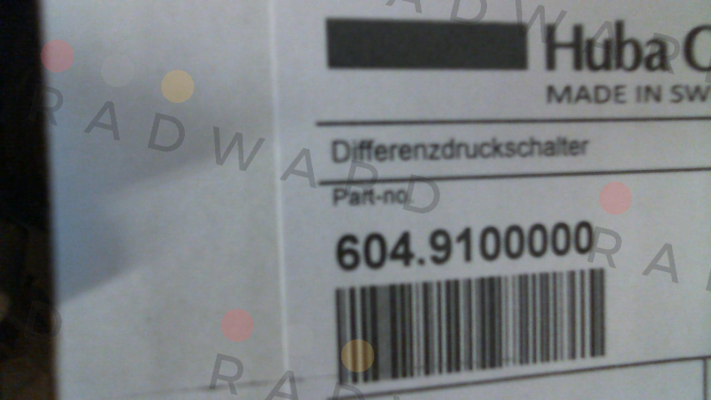 Huba C
MADE IN SW
Differenzdruckschalter
Part-no.
604.9100000
RADWARD